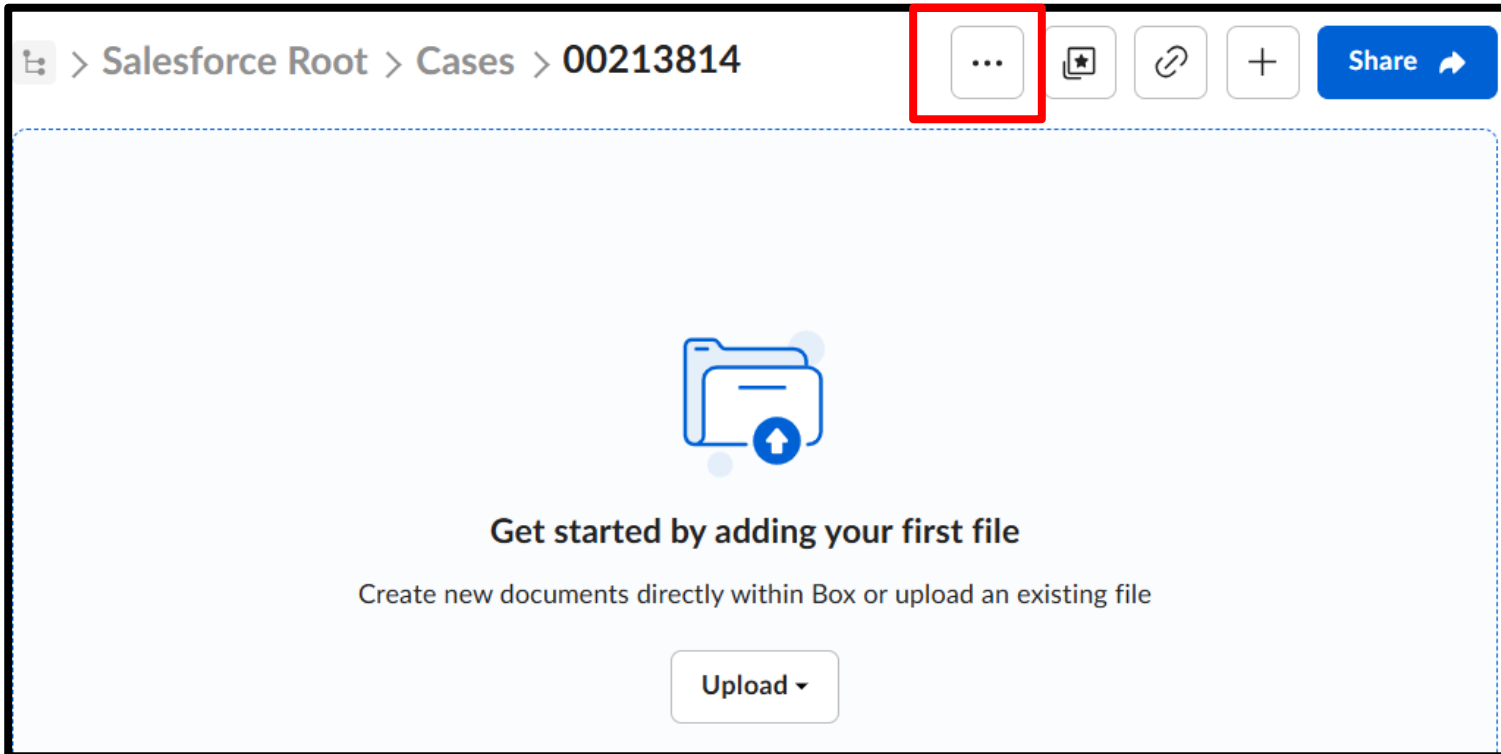 > Salesforce Root > Cases > 00213814 ... + Share
Get started by adding your first file
Create new documents directly within Box or upload an existing file
Upload